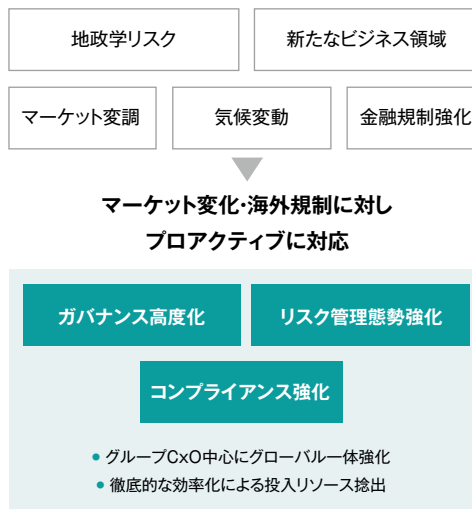 地政学リスク
新たなビジネス領域
マーケット変調
気候変動
金融規制強化
マーケット変化・海外規制に対し
プロアクティブに対応
ガバナンス高度化
リスク管理態勢強化
コンプライアンス強化
● グループCxO中心にグローバル一体強化
● 徹底的な効率化による投入リソース捻出